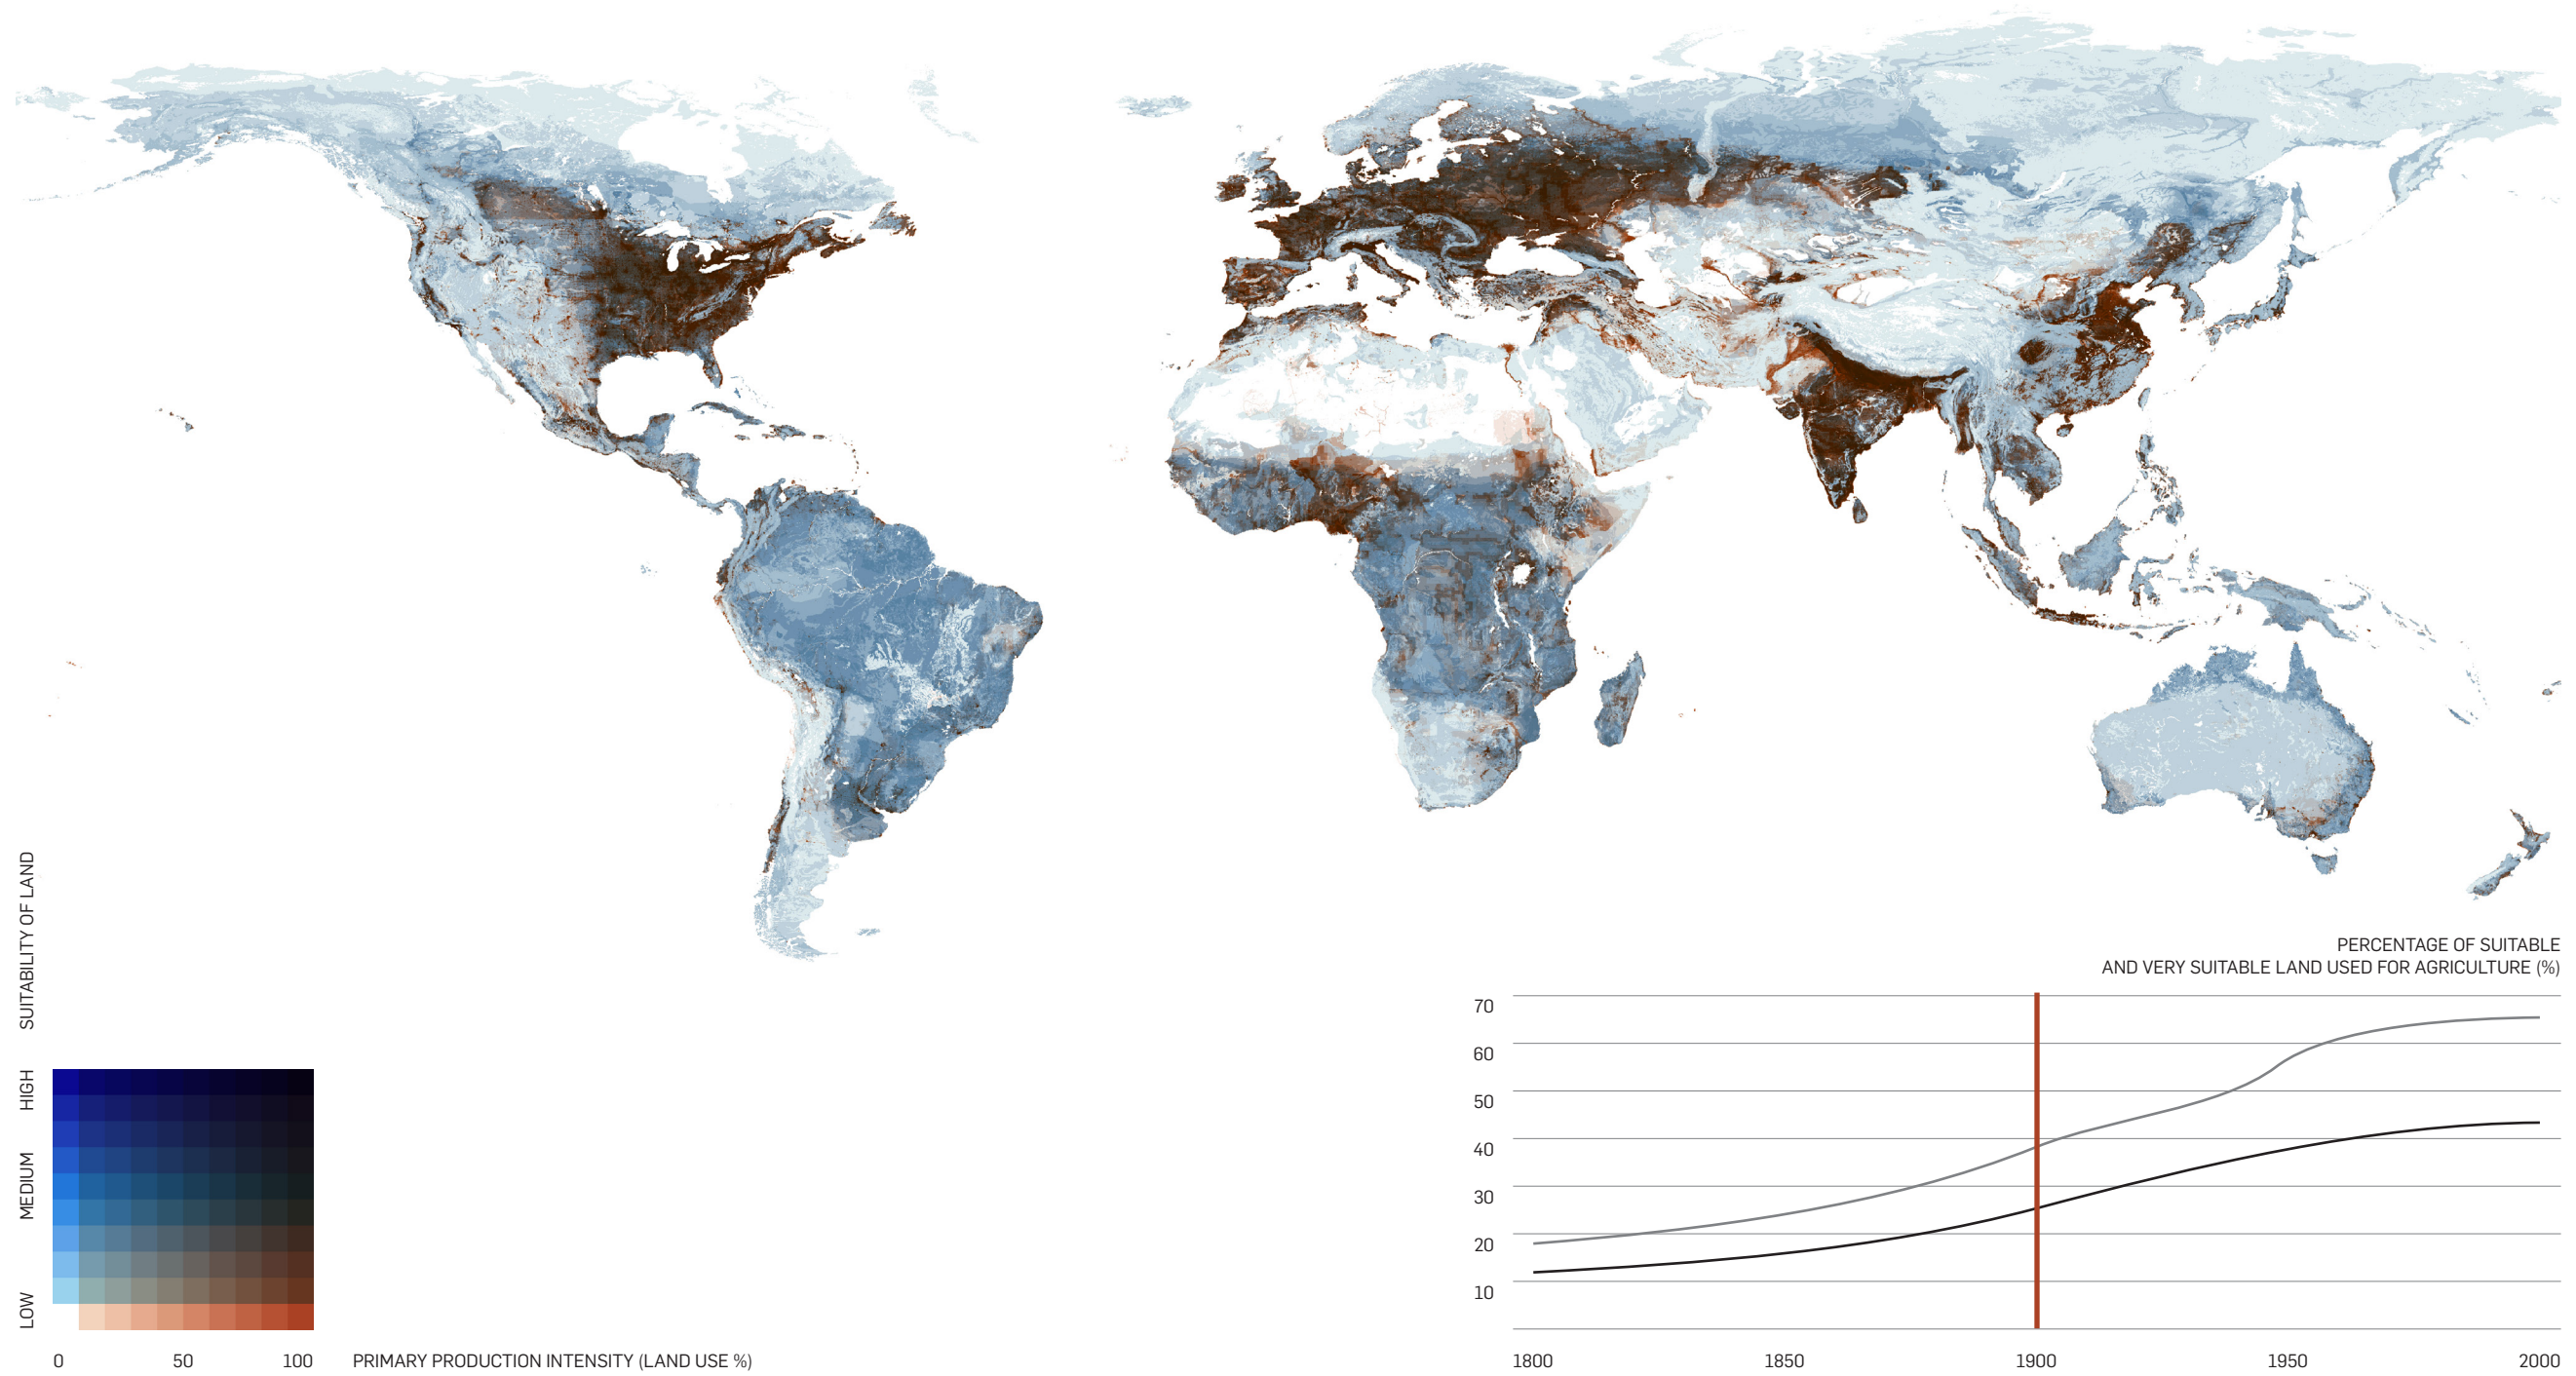 SUITABILITY OF LAND
HIGH
MEDIUM
LOW
0
50
100
PRIMARY PRODUCTION INTENSITY (LAND USE %)
PERCENTAGE OF SUITABLE
AND VERY SUITABLE LAND USED FOR AGRICULTURE (%)
70
60
50
40
30
20
10
1800
1850
1900
1950
2000